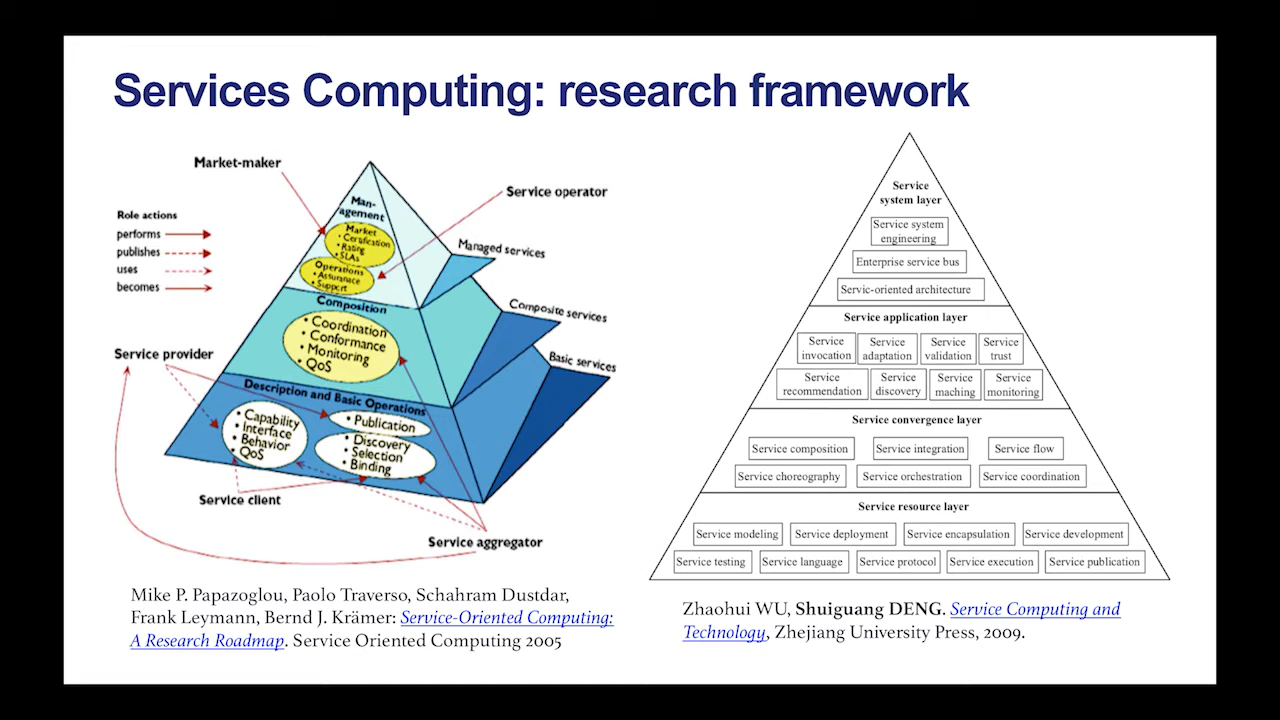 Services Computing: research framework
Market-maker
Service operator
Role actions
performs
publishes
uses
becomes
Man-
agement
Market
• Certification
• Rating
• SLAs
Operations
• Assurance
• Support
Managed services
Composition
• Coordination
• Conformance
• Monitoring
• QoS
Composite services
Service provider
Basic services
Description and Basic Operations
• Capability
• Interface
• Behavior
• QoS
• Publication
• Discovery
• Selection
• Binding
Service client
Service aggregator
Mike P. Papazoglou, Paolo Traverso, Schahram Dustdar,
Frank Leymann, Bernd J. Krämer: Service-Oriented Computing:
A Research Roadmap. Service Oriented Computing 2005
Service
system layer
Service system
engineering
Enterprise service bus
Servic-oriented architecture
Service application layer
Service
invocation
Service
adaptation
Service
validation
Service
trust
Service
recommendation
Service
discovery
Service
maching
Service
monitoring
Service convergence layer
Service composition
Service integration
Service flow
Service choreography
Service orchestration
Service coordination
Service resource layer
Service modeling
Service deployment
Service encapsulation
Service development
Service testing
Service language
Service protocol
Service execution
Service publication
Zhaohui WU, Shuiguang DENG. Service Computing and
Technology, Zhejiang University Press, 2009.